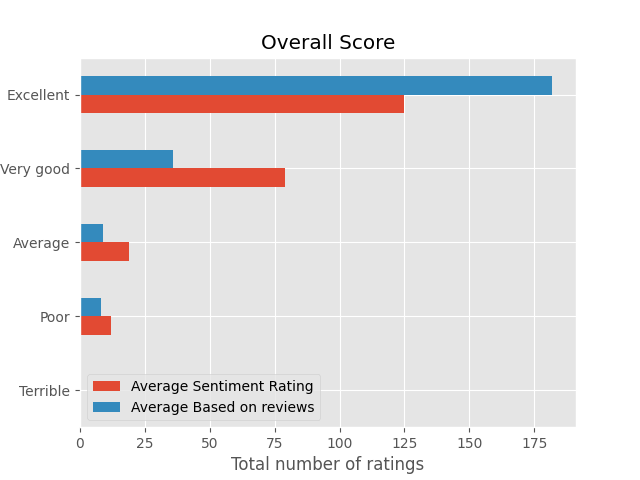 Overall Score
Excellent
Very good
Average
Poor
Terrible
Average Sentiment Rating
Average Based on reviews
0 25 50 75 100 125 150 175
Total number of ratings